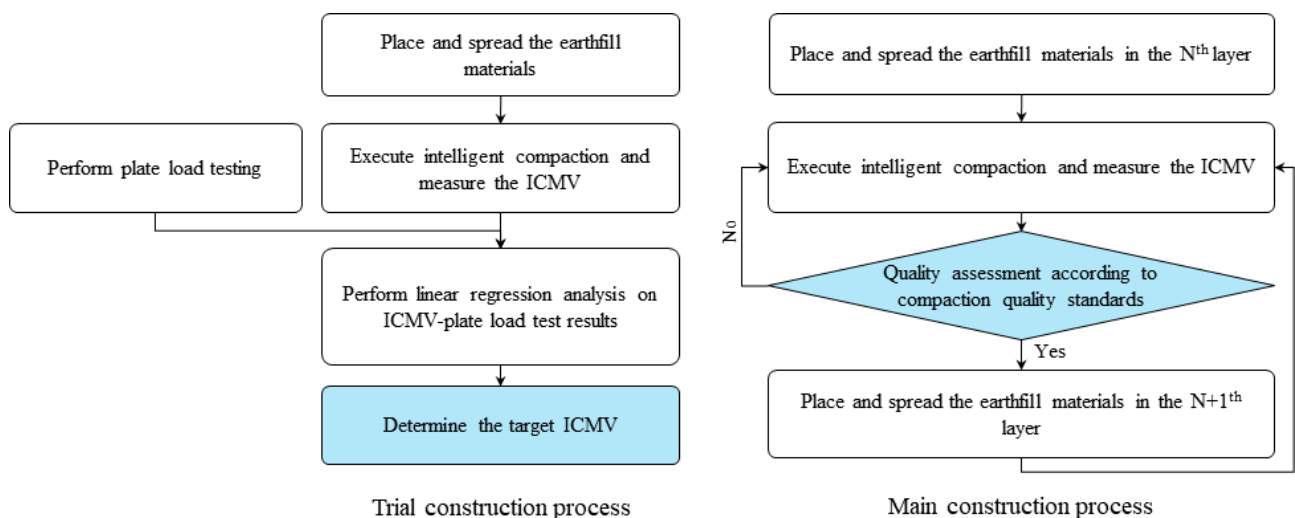 Place and spread the earthfill
materials
Perform plate load testing
Execute intelligent compaction and
measure the ICMV
Perform linear regression analysis on
ICMV-plate load test results
Determine the target ICMV
Trial construction process
Place and spread the earthfill materials in the Nth layer
Execute intelligent compaction and measure the ICMV
No
Quality assessment according to
compaction quality standards
Yes
Place and spread the earthfill materials in the N+1th
layer
Main construction process